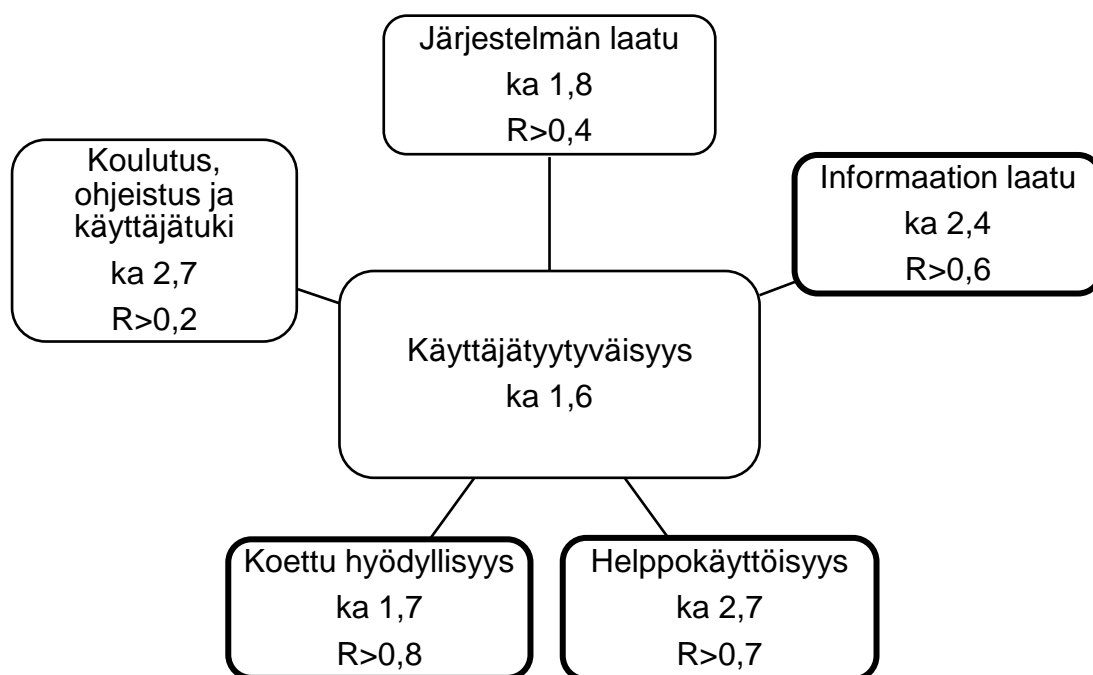 Järjestelmän laatu
ka 1,8
R>0,4
Koulutus,
ohjeistus ja
käyttäjätuki
ka 2,7
R>0,2
Informaation laatu
ka 2,4
R>0,6
Käyttäjätyytyväisyys
ka 1,6
Koettu hyödyllisyys
ka 1,7
R>0,8
Helppokäyttöisyys
ka 2,7
R>0,7